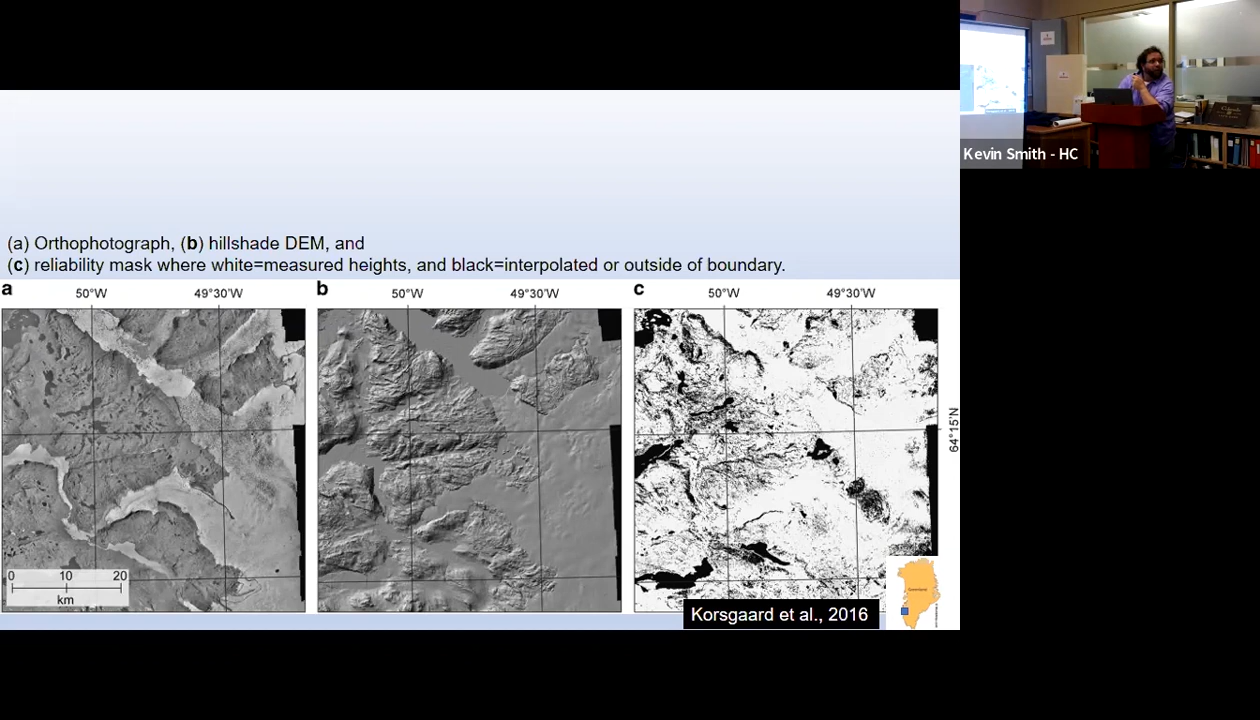 Kevin Smith - HC
(a) Orthophotograph, (b) hillshade DEM, and
(c) reliability mask where white=measured heights, and black=interpolated or outside of boundary.
a 50°W 49°30'W b 50°W 49°30'W c 50°W 49°30'W
64°15'N
0 10 20
km
Korsgaard et al., 2016